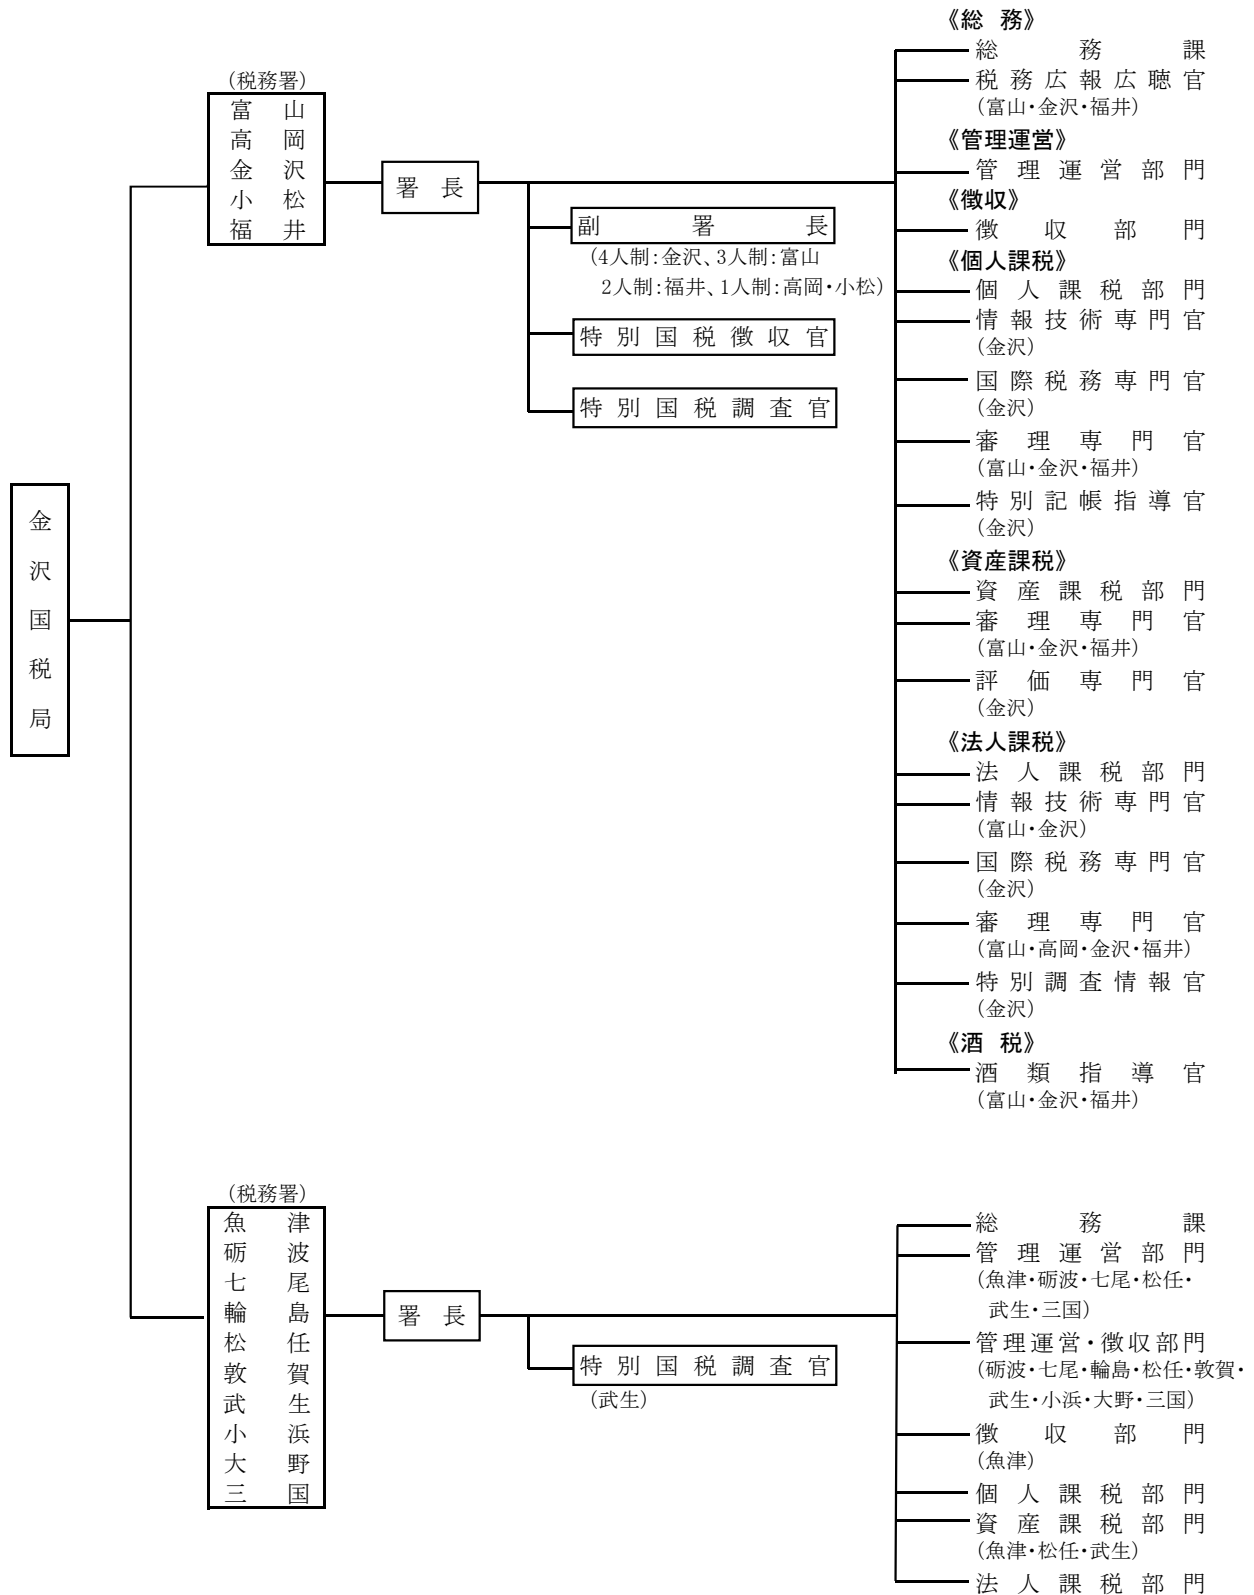 金沢国税局
(税務署)
富山
高岡
金沢
小松
福井
署長
副署長
(4人制:金沢、3人制:富山
2人制:福井、1人制:高岡・小松)
特別国税徴収官
特別国税調査官
《総 務》
総務課
税務広報広聴官
(富山・金沢・福井)
《管理運営》
管理運営部門
《徴収》
徴収部門
《個人課税》
個人課税部門
情報技術専門官
(金沢)
国際税務専門官
(金沢)
審理専門官
(富山・金沢・福井)
特別記帳指導官
(金沢)
《資産課税》
資産課税部門
審理専門官
(富山・金沢・福井)
評価専門官
(金沢)
《法人課税》
法人課税部門
情報技術専門官
(富山・金沢)
国際税務専門官
(金沢)
審理専門官
(富山・高岡・金沢・福井)
特別調査情報官
(金沢)
《酒 税》
酒類指導官
(富山・金沢・福井)
(税務署)
魚津
砺波
七尾
輪島
松任
敦賀
武生
小浜
大野
三国
署長
特別国税調査官
(武生)
総務課
管理運営部門
(魚津・砺波・七尾・松任・
武生・三国)
管理運営・徴収部門
(砺波・七尾・輪島・松任・敦賀・
武生・小浜・大野・三国)
徴収部門
(魚津)
個人課税部門
資産課税部門
(魚津・松任・武生)
法人課税部門